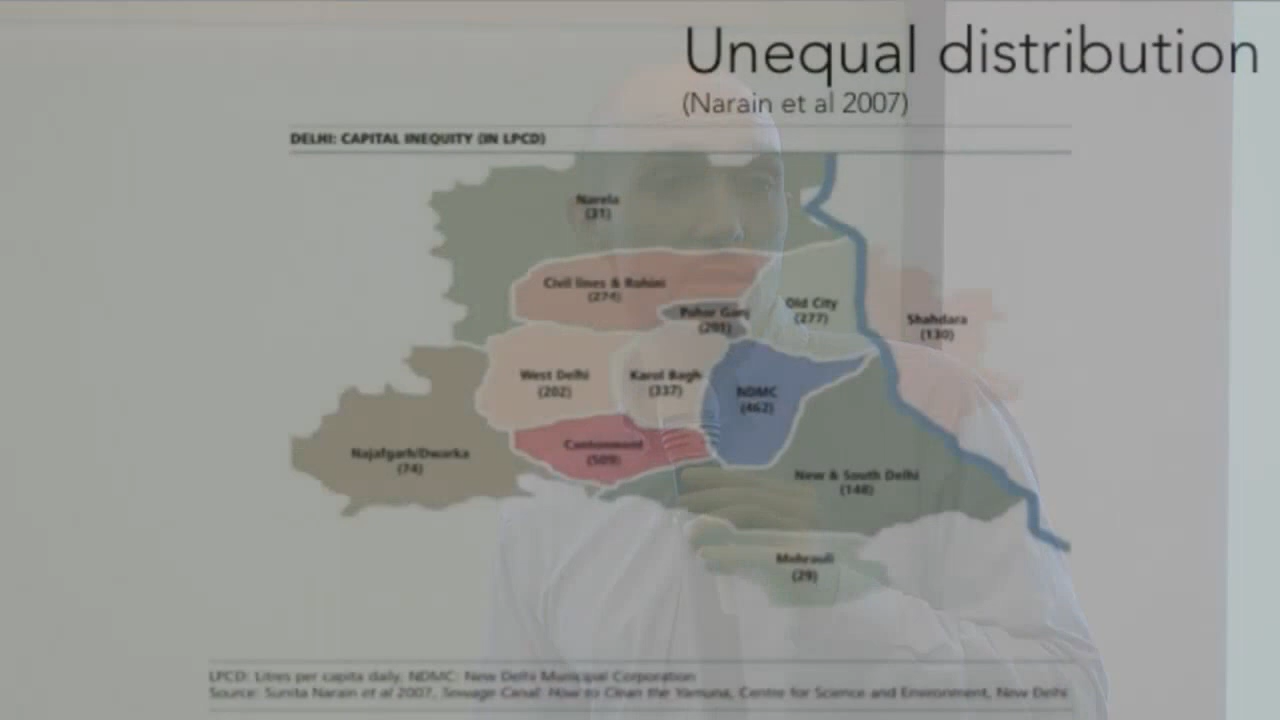 Unequal distribution
(Narain et al 2007)
DELHI: CAPITAL INEQUITY (IN LPCD)
Narela
(31)
Civil lines & Rohini
(274)
Pahar Ganj
(201)
Old City
(277)
Shahdara
(130)
West Delhi
(202)
Karol Bagh
(337)
NDMC
(462)
Cantonment
(509)
Najafgarh/Dwarka
(74)
New & South Delhi
(148)
Mehrauli
(29)
LPCD: Litres per capita daily, NDMC: New Delhi Municipal Corporation
Source: Sunita Narain et al 2007, Sewage Canal: How to Clean the Yamuna, Centre for Science and Environment, New Delhi